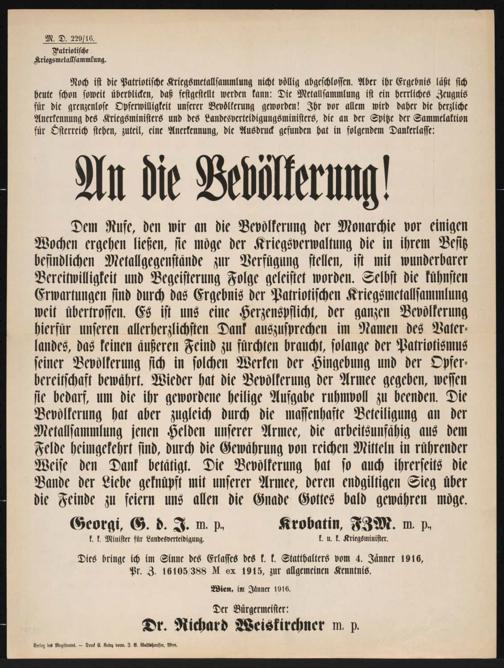 M. D. 229/16.
Patriotische
Kriegsmetallsammlung.
Noch ist die Patriotische Kriegsmetallsammlung nicht völlig abgeschlossen. Aber ihr Ergebnis läßt sich
heute schon soweit überblicken, daß festgestellt werden kann: Die Metallsammlung ist ein herrliches Zeugnis
für die grenzenlose Opferwilligkeit unserer Bevölkerung geworden! Ihr vor allem wird daher die herzliche
Anerkennung des Kriegsministers und des Landesverteidigungsministers, die an der Spitze der Sammelaktion
für Österreich stehen, zuteil, eine Anerkennung, die Ausdruck gefunden hat in folgendem Dankerlasse:
An die Bevölkerung!
Dem Rufe, den wir an die Bevölkerung der Monarchie vor einigen
Wochen ergehen ließen, sie möge der Kriegsverwaltung die in ihrem Besitz
befindlichen Metallgegenstände zur Verfügung stellen, ist mit wunderbarer
Bereitwilligkeit und Begeisterung Folge geleistet worden. Selbst die kühnsten
Erwartungen sind durch das Ergebnis der Patriotischen Kriegsmetallsammlung
weit übertroffen. Es ist uns eine Herzenspflicht, der ganzen Bevölkerung
hierfür unseren allerherzlichsten Dank auszusprechen im Namen des Vater-
landes, das keinen äußeren Feind zu fürchten braucht, solange der Patriotismus
seiner Bevölkerung sich in solchen Werken der Hingebung und der Opfer-
bereitschaft bewährt. Wieder hat die Bevölkerung der Armee gegeben, wessen
sie bedarf, um die ihr gewordene heilige Aufgabe ruhmvoll zu beenden. Die
Bevölkerung hat aber zugleich durch die massenhafte Beteiligung an der
Metallsammlung jenen Helden unserer Armee, die arbeitsunfähig aus dem
Felde heimgekehrt sind, durch die Gewährung von reichen Mitteln in rührender
Weise den Dank betätigt. Die Bevölkerung hat so auch ihrerseits die
Bande der Liebe geknüpft mit unserer Armee, deren endgiltigen Sieg über
die Feinde zu feiern uns allen die Gnade Gottes bald gewähren möge.
Georgi, G. d. J. m. p.,
k. k. Minister für Landesverteidigung.
Krobatin, FZM. m. p.,
k. u. k. Kriegsminister.
Dies bringe ich im Sinne des Erlasses des k. k. Statthalters vom 4. Jänner 1916,
Pr. Z. 16105/388 M ex 1915, zur allgemeinen Kenntnis.
Wien, im Jänner 1916.
Der Bürgermeister:
Dr. Richard Weiskirchner m. p.
Verlag des Magistrates. — Druck G. Kainz vorm. J. B. Wallishausser, Wien.